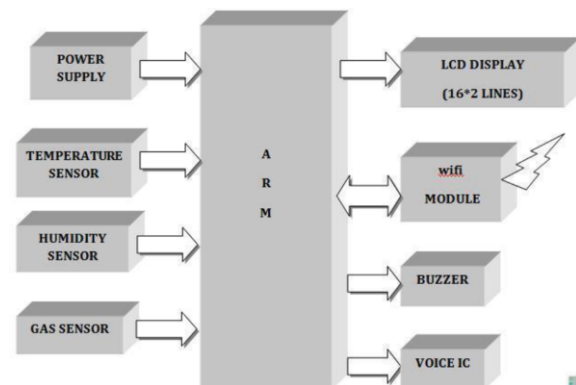 POWER
SUPPLY
TEMPERATURE
SENSOR
HUMIDITY
SENSOR
GAS SENSOR
A
R
M
LCD DISPLAY
(16*2 LINES)
wifi
MODULE
BUZZER
VOICE IC